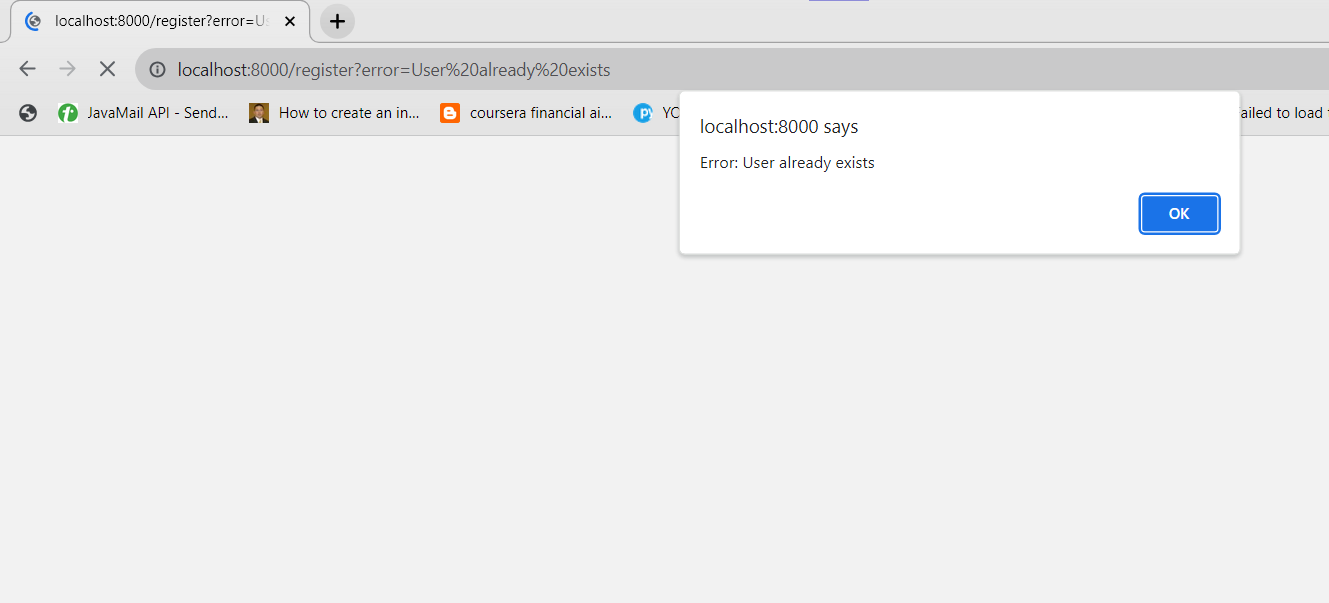 localhost:8000/register?error=Us
localhost:8000/register?error=User%20already%20exists
JavaMail API - Send... How to create an in... coursera financial ai... YO ailed to load
localhost:8000 says
Error: User already exists
OK